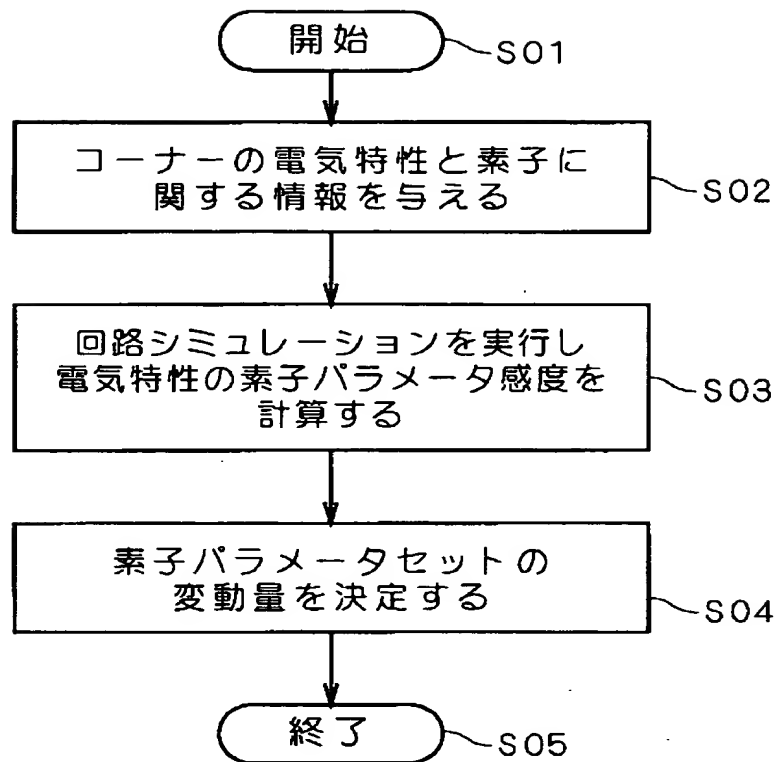 開始
S01
コーナーの電気特性と素子に
関する情報を与える
S02
回路シミュレーションを実行し
電気特性の素子パラメータ感度を
計算する
S03
素子パラメータセットの
変動量を決定する
S04
終了
S05